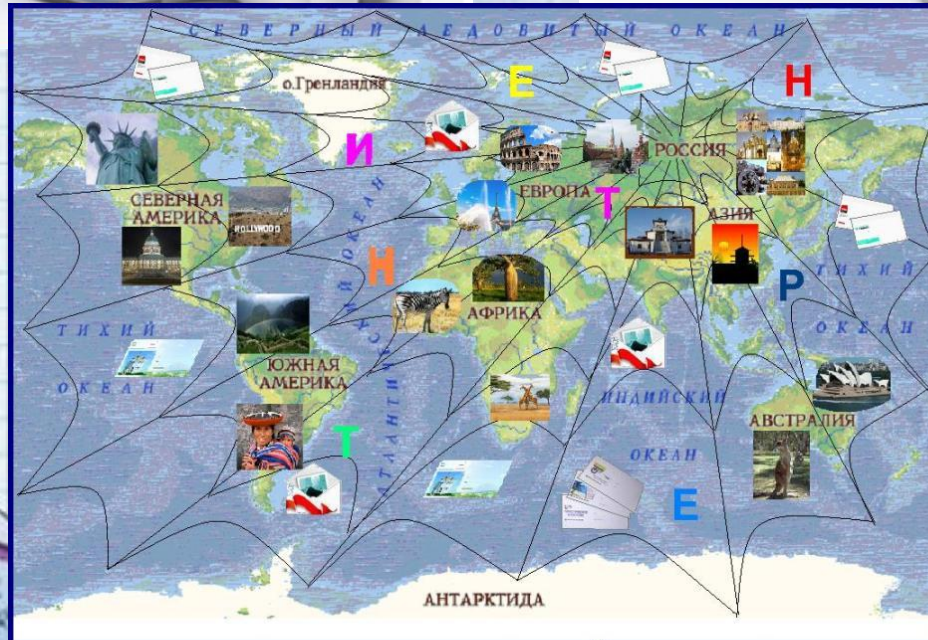 СЕВЕРНЫЙ ЛЕДОВИТЫЙ ОКЕАН
о.Гренландия
Е
Н
И
РОССИЯ
ЕВРОПА
Т
СЕВЕРНАЯ
АМЕРИКА
HOLLYWOOD
АЗИЯ
АТЛАНТИЧЕСКИЙ ОКЕАН
Н
Р
ТИХИЙ
ОКЕАН
АФРИКА
ТИХИЙ
ОКЕАН
ЮЖНАЯ
АМЕРИКА
ИНДИЙСКИЙ
ОКЕАН
АВСТРАЛИЯ
Т
Е
АНТАРКТИДА